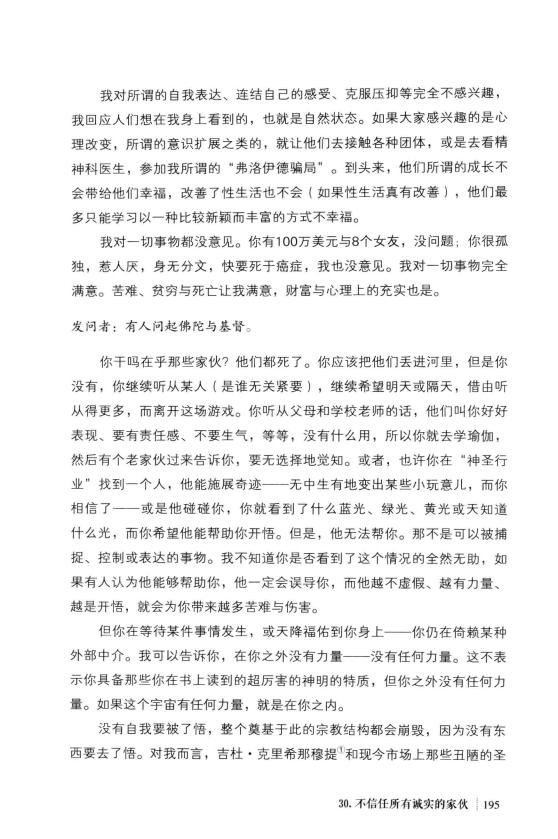 我对所谓的自我表达、连结自己的感受、克服压抑等完全不感兴趣，
我回应人们想在我身上看到的，也就是自然状态。如果大家感兴趣的是心
理改变，所谓的意识扩展之类的，就让他们去接触各种团体，或是去看精
神科医生，参加我所谓的“弗洛伊德骗局”。到头来，他们所谓的成长不
会带给他们幸福，改善了性生活也不会（如果性生活真有改善），他们最
多只能学习以一种比较新颖而丰富的方式不幸福。
我对一切事物都没意见。你有100万美元与8个女友，没问题；你很孤
独，惹人厌，身无分文，快要死于癌症，我也没意见。我对一切事物完全
满意。苦难、贫穷与死亡让我满意，财富与心理上的充实也是。
发问者：有人问起佛陀与基督。
你干吗在乎那些家伙？他们都死了。你应该把他们丢进河里，但是你
没有，你继续听从某人（是谁无关紧要），继续希望明天或隔天，借由听
从得更多，而离开这场游戏。你听从父母和学校老师的话，他们叫你好好
表现、要有责任感、不要生气，等等，没有什么用，所以你就去学瑜伽，
然后有个老家伙过来告诉你，要无选择地觉知。或者，也许你在“神圣行
业”找到一个人，他能施展奇迹——无中生有地变出某些小玩意儿，而你
相信了——或是他碰碰你，你就看到了什么蓝光、绿光、黄光或天知道
什么光，而你希望他能帮助你开悟。但是，他无法帮你。那不是可以被捕
捉、控制或表达的事物。我不知道你是否看到了这个情况的全然无助，如
果有人认为他能够帮助你，他一定会误导你，而他越不虚假、越有力量、
越是开悟，就会为你带来越多苦难与伤害。
但你在等待某件事情发生，或天降福佑到你身上——你仍在倚赖某种
外部中介。我可以告诉你，在你之外没有力量——没有任何力量。这不表
示你具备那些你在书上读到的超厉害的神明的特质，但你之外没有任何力
量。如果这个宇宙有任何力量，就是在你之内。
没有自我要被了悟，整个奠基于此的宗教结构都会崩毁，因为没有东
西要去了悟。对我而言，吉杜·克里希那穆提①和现今市场上那些丑陋的圣
30. 不信任所有诚实的家伙 195